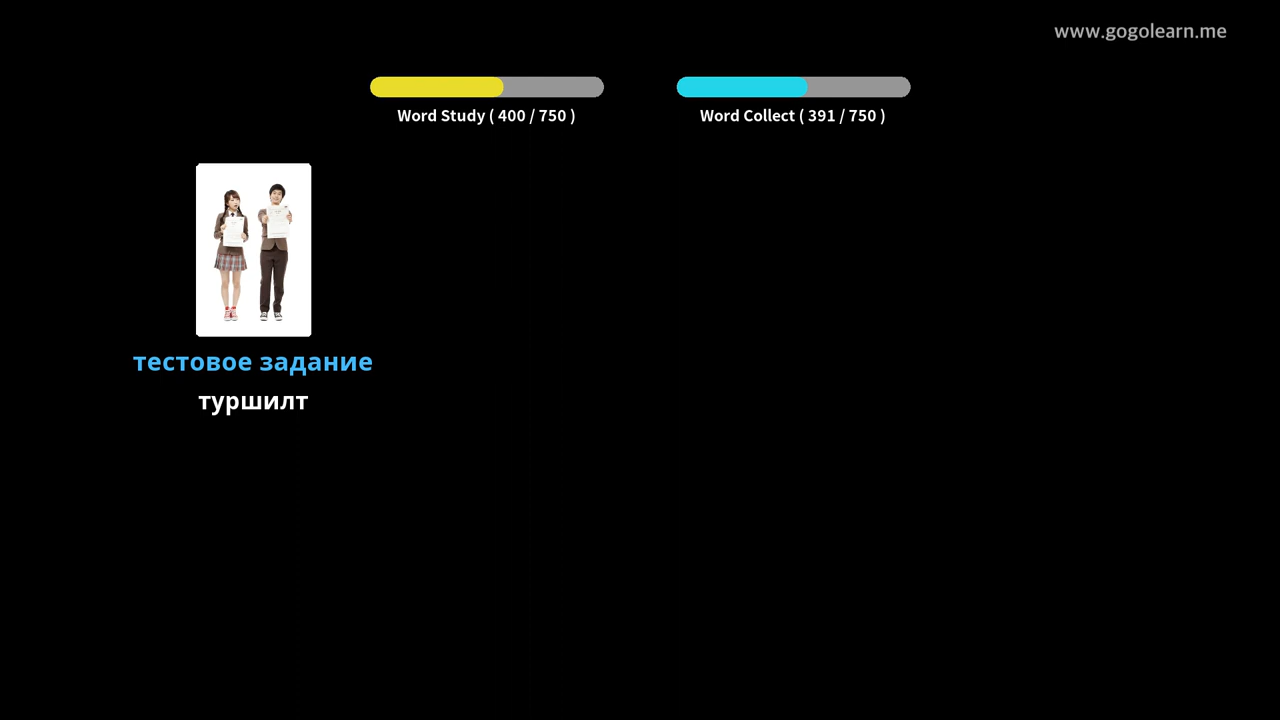 www.gogolearn.me
Word Study ( 400 / 750 )
Word Collect ( 391 / 750 )
тестовое задание
туршилт